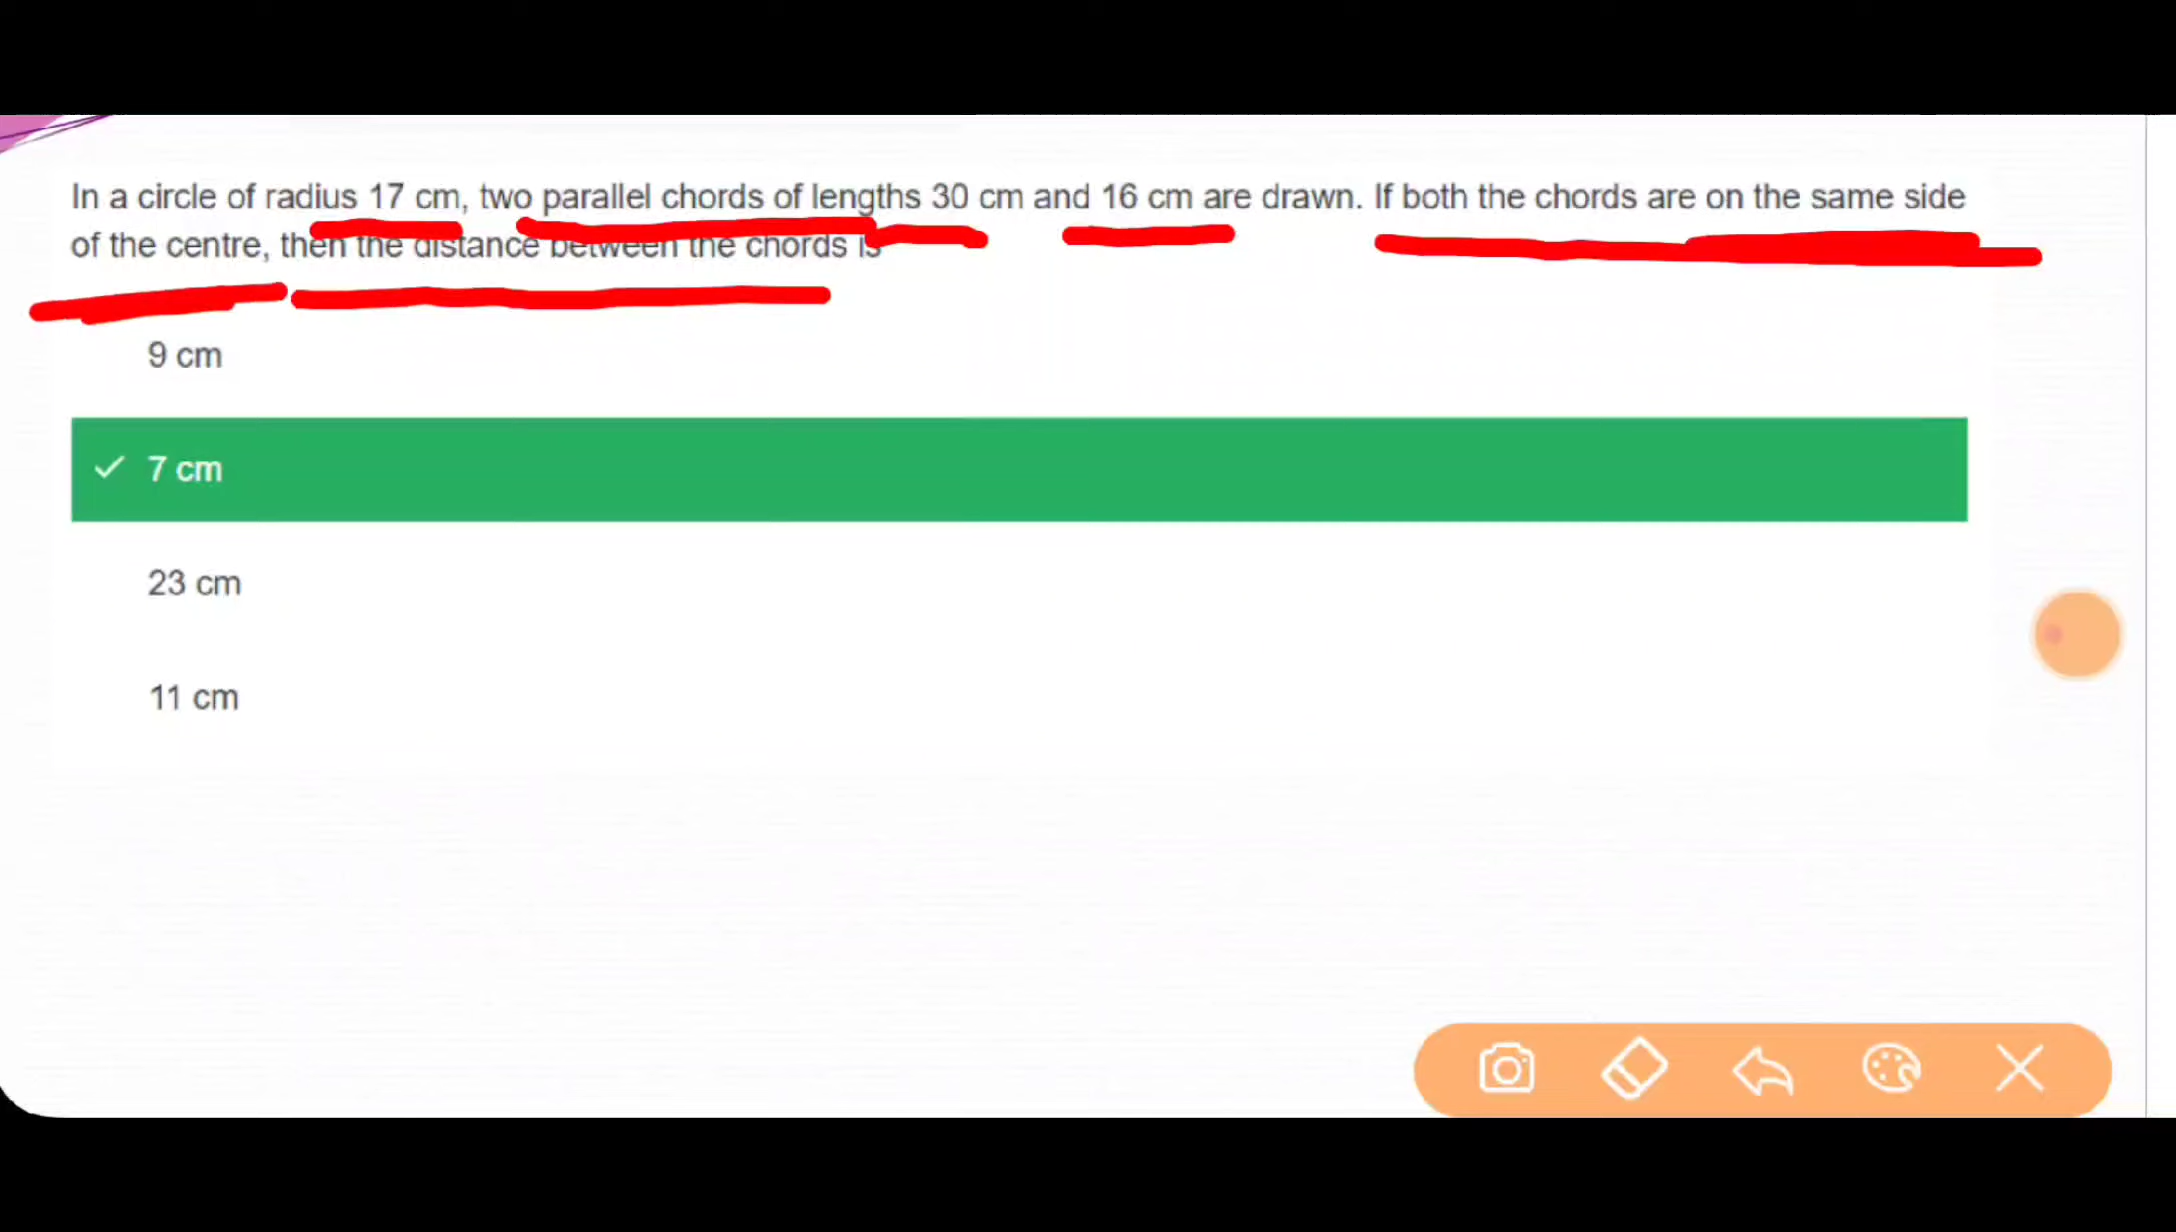 In a circle of radius 17 cm, two parallel chords of lengths 30 cm and 16 cm are drawn. If both the chords are on the same side
of the centre, then the distance between the chords is
9 cm
7 cm
23 cm
11 cm